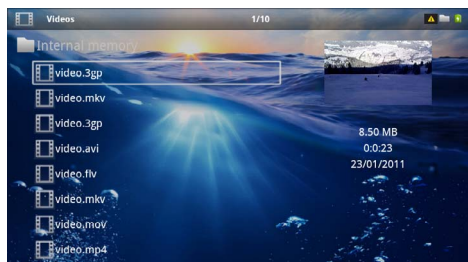 Videos 1/10
Internal memory
video.3gp
video.mkv
video.3gp
video.avi
video.flv
video.mkv
video.mov
video.mp4
8.50 MB
0:0:23
23/01/2011